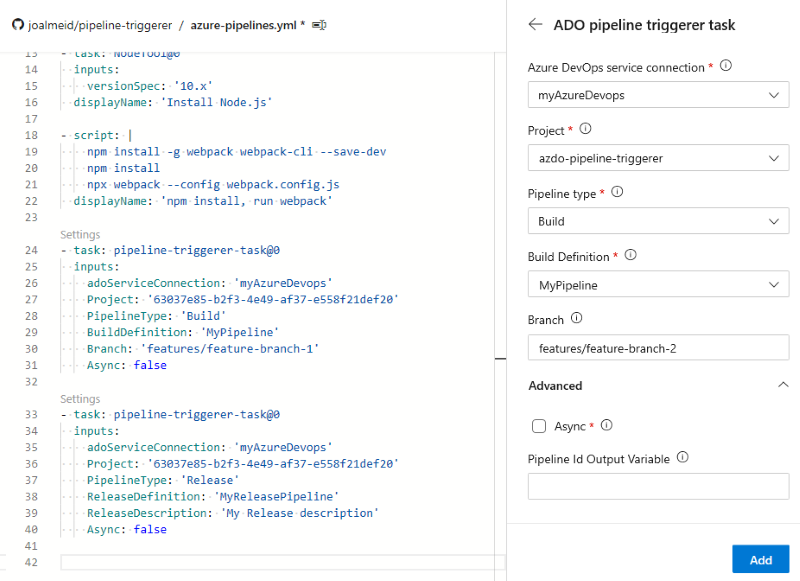 joalmeid/pipeline-triggerer / azure-pipelines.yml *
13 - task: NodeTool@0
14 inputs:
15 versionSpec: '10.x'
16 displayName: 'Install Node.js'
17
18 - script: |
19 npm install -g webpack webpack-cli --save-dev
20 npm install
21 npx webpack --config webpack.config.js
22 displayName: 'npm install, run webpack'
23
Settings
24 - task: pipeline-triggerer-task@0
25 inputs:
26 adoServiceConnection: 'myAzureDevops'
27 Project: '63037e85-b2f3-4e49-af37-e558f21def20'
28 PipelineType: 'Build'
29 BuildDefinition: 'MyPipeline'
30 Branch: 'features/feature-branch-1'
31 Async: false
32
Settings
33 - task: pipeline-triggerer-task@0
34 inputs:
35 adoServiceConnection: 'myAzureDevops'
36 Project: '63037e85-b2f3-4e49-af37-e558f21def20'
37 PipelineType: 'Release'
38 ReleaseDefinition: 'MyReleasePipeline'
39 ReleaseDescription: 'My Release description'
40 Async: false
41
42
ADO pipeline triggerer task
Azure DevOps service connection *
myAzureDevops
Project *
azdo-pipeline-triggerer
Pipeline type *
Build
Build Definition *
MyPipeline
Branch
features/feature-branch-2
Advanced
Async *
Pipeline Id Output Variable
Add